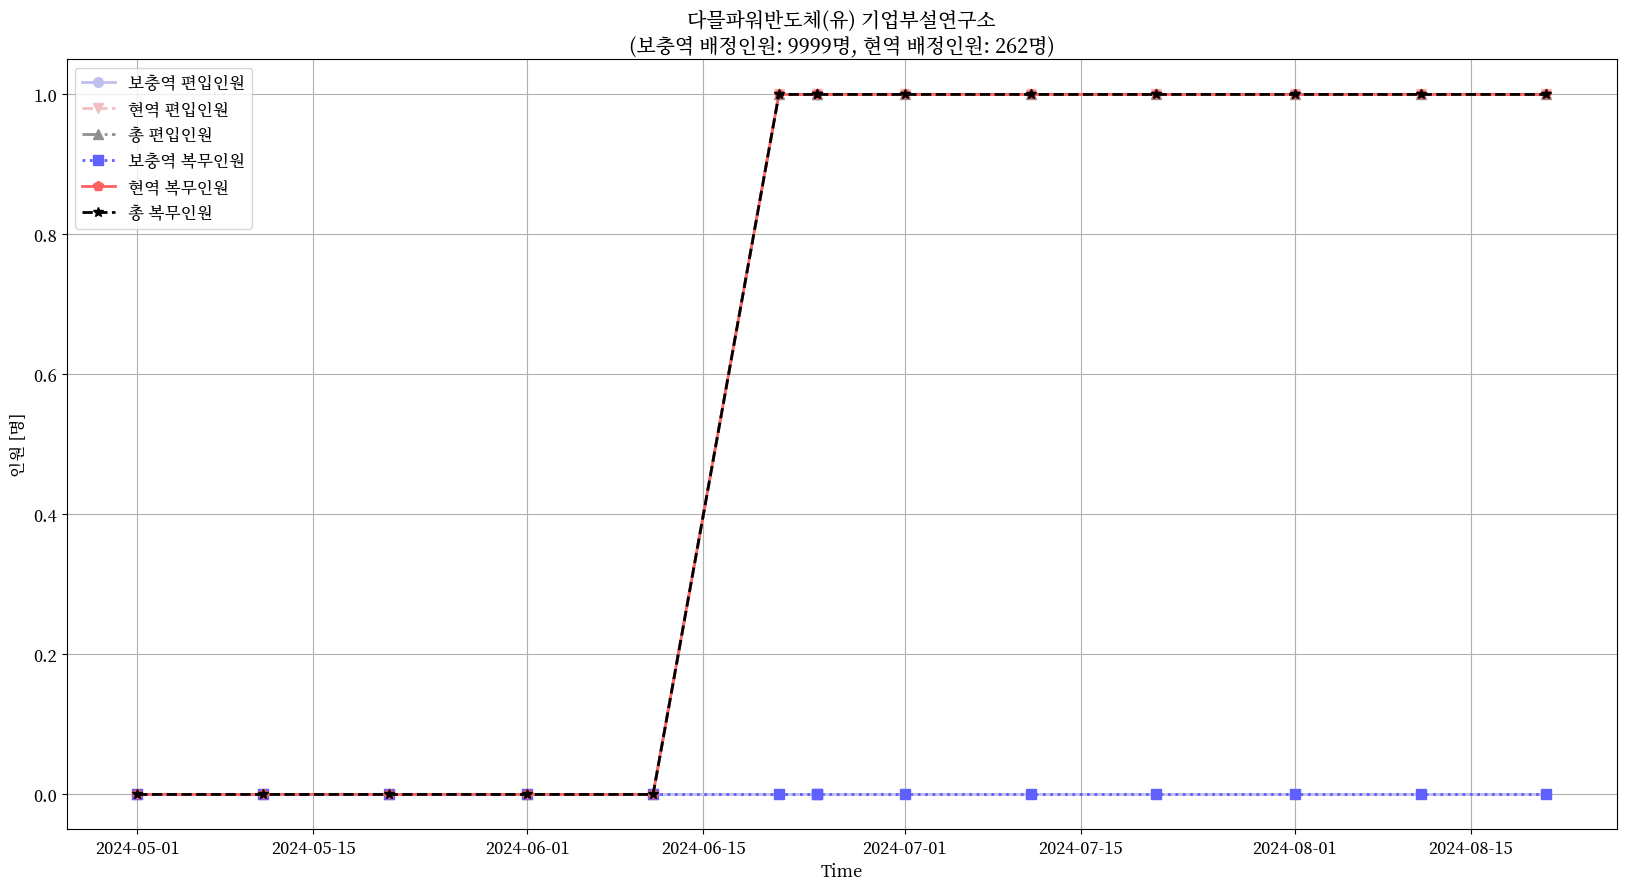 다믈파워반도체(유) 기업부설연구소
(보충역 배정인원: 9999명, 현역 배정인원: 262명)
보충역 편입인원
현역 편입인원
총 편입인원
보충역 복무인원
현역 복무인원
총 복무인원
인원 [명]
1.0
0.8
0.6
0.4
0.2
0.0
2024-05-01
2024-05-15
2024-06-01
2024-06-15
2024-07-01
2024-07-15
2024-08-01
2024-08-15
Time